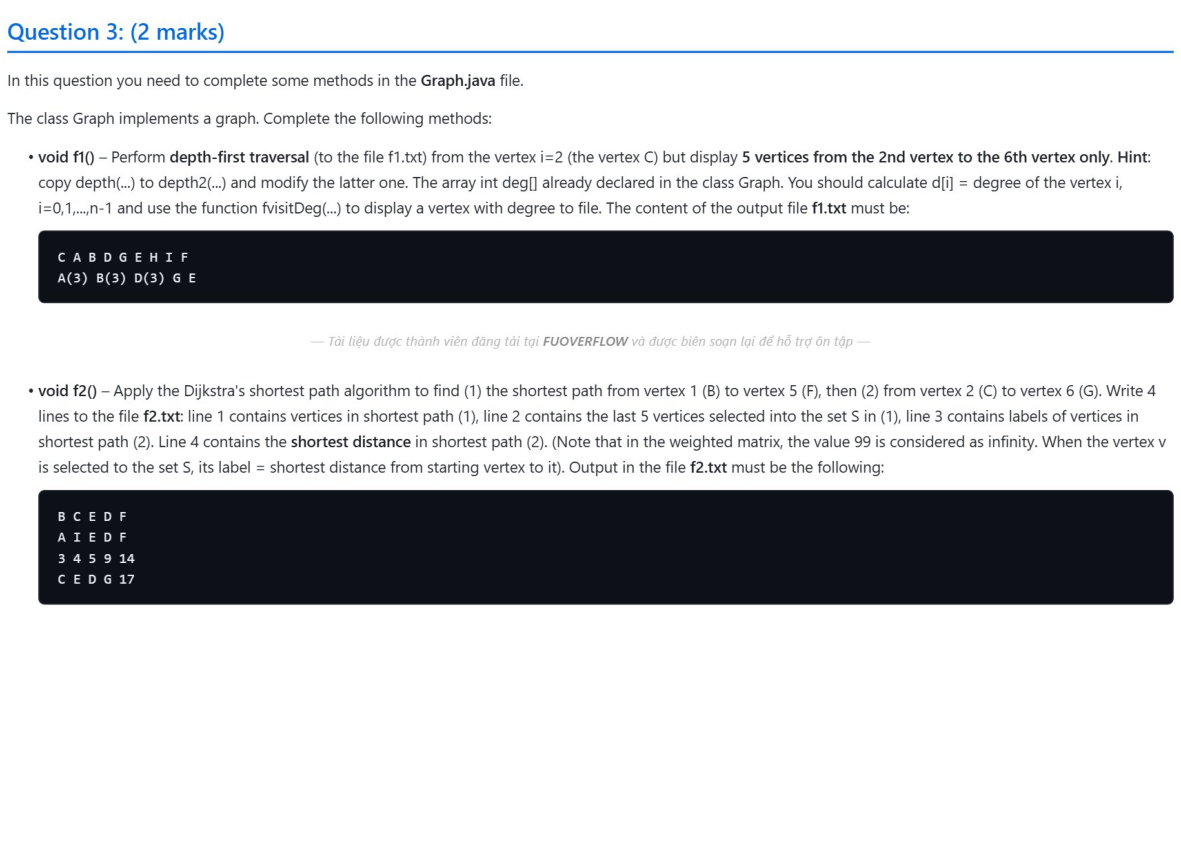 Question 3: (2 marks)
In this question you need to complete some methods in the Graph.java file.
The class Graph implements a graph. Complete the following methods:
• void f1() – Perform depth-first traversal (to the file f1.txt) from the vertex i=2 (the vertex C) but display 5 vertices from the 2nd vertex to the 6th vertex only. Hint:
copy depth(...) to depth2(...) and modify the latter one. The array int deg[] already declared in the class Graph. You should calculate d[i] = degree of the vertex i,
i=0,1,...,n-1 and use the function fvisitDeg(...) to display a vertex with degree to file. The content of the output file f1.txt must be:
C A B D G E H I F
A(3) B(3) D(3) G E
— Tài liệu được thành viên đăng tải tại FUOVERFLOW và được biên soạn lại để hỗ trợ ôn tập —
• void f2() – Apply the Dijkstra's shortest path algorithm to find (1) the shortest path from vertex 1 (B) to vertex 5 (F), then (2) from vertex 2 (C) to vertex 6 (G). Write 4
lines to the file f2.txt: line 1 contains vertices in shortest path (1), line 2 contains the last 5 vertices selected into the set S in (1), line 3 contains labels of vertices in
shortest path (2). Line 4 contains the shortest distance in shortest path (2). (Note that in the weighted matrix, the value 99 is considered as infinity. When the vertex v
is selected to the set S, its label = shortest distance from starting vertex to it). Output in the file f2.txt must be the following:
B C E D F
A I E D F
3 4 5 9 14
C E D G 17